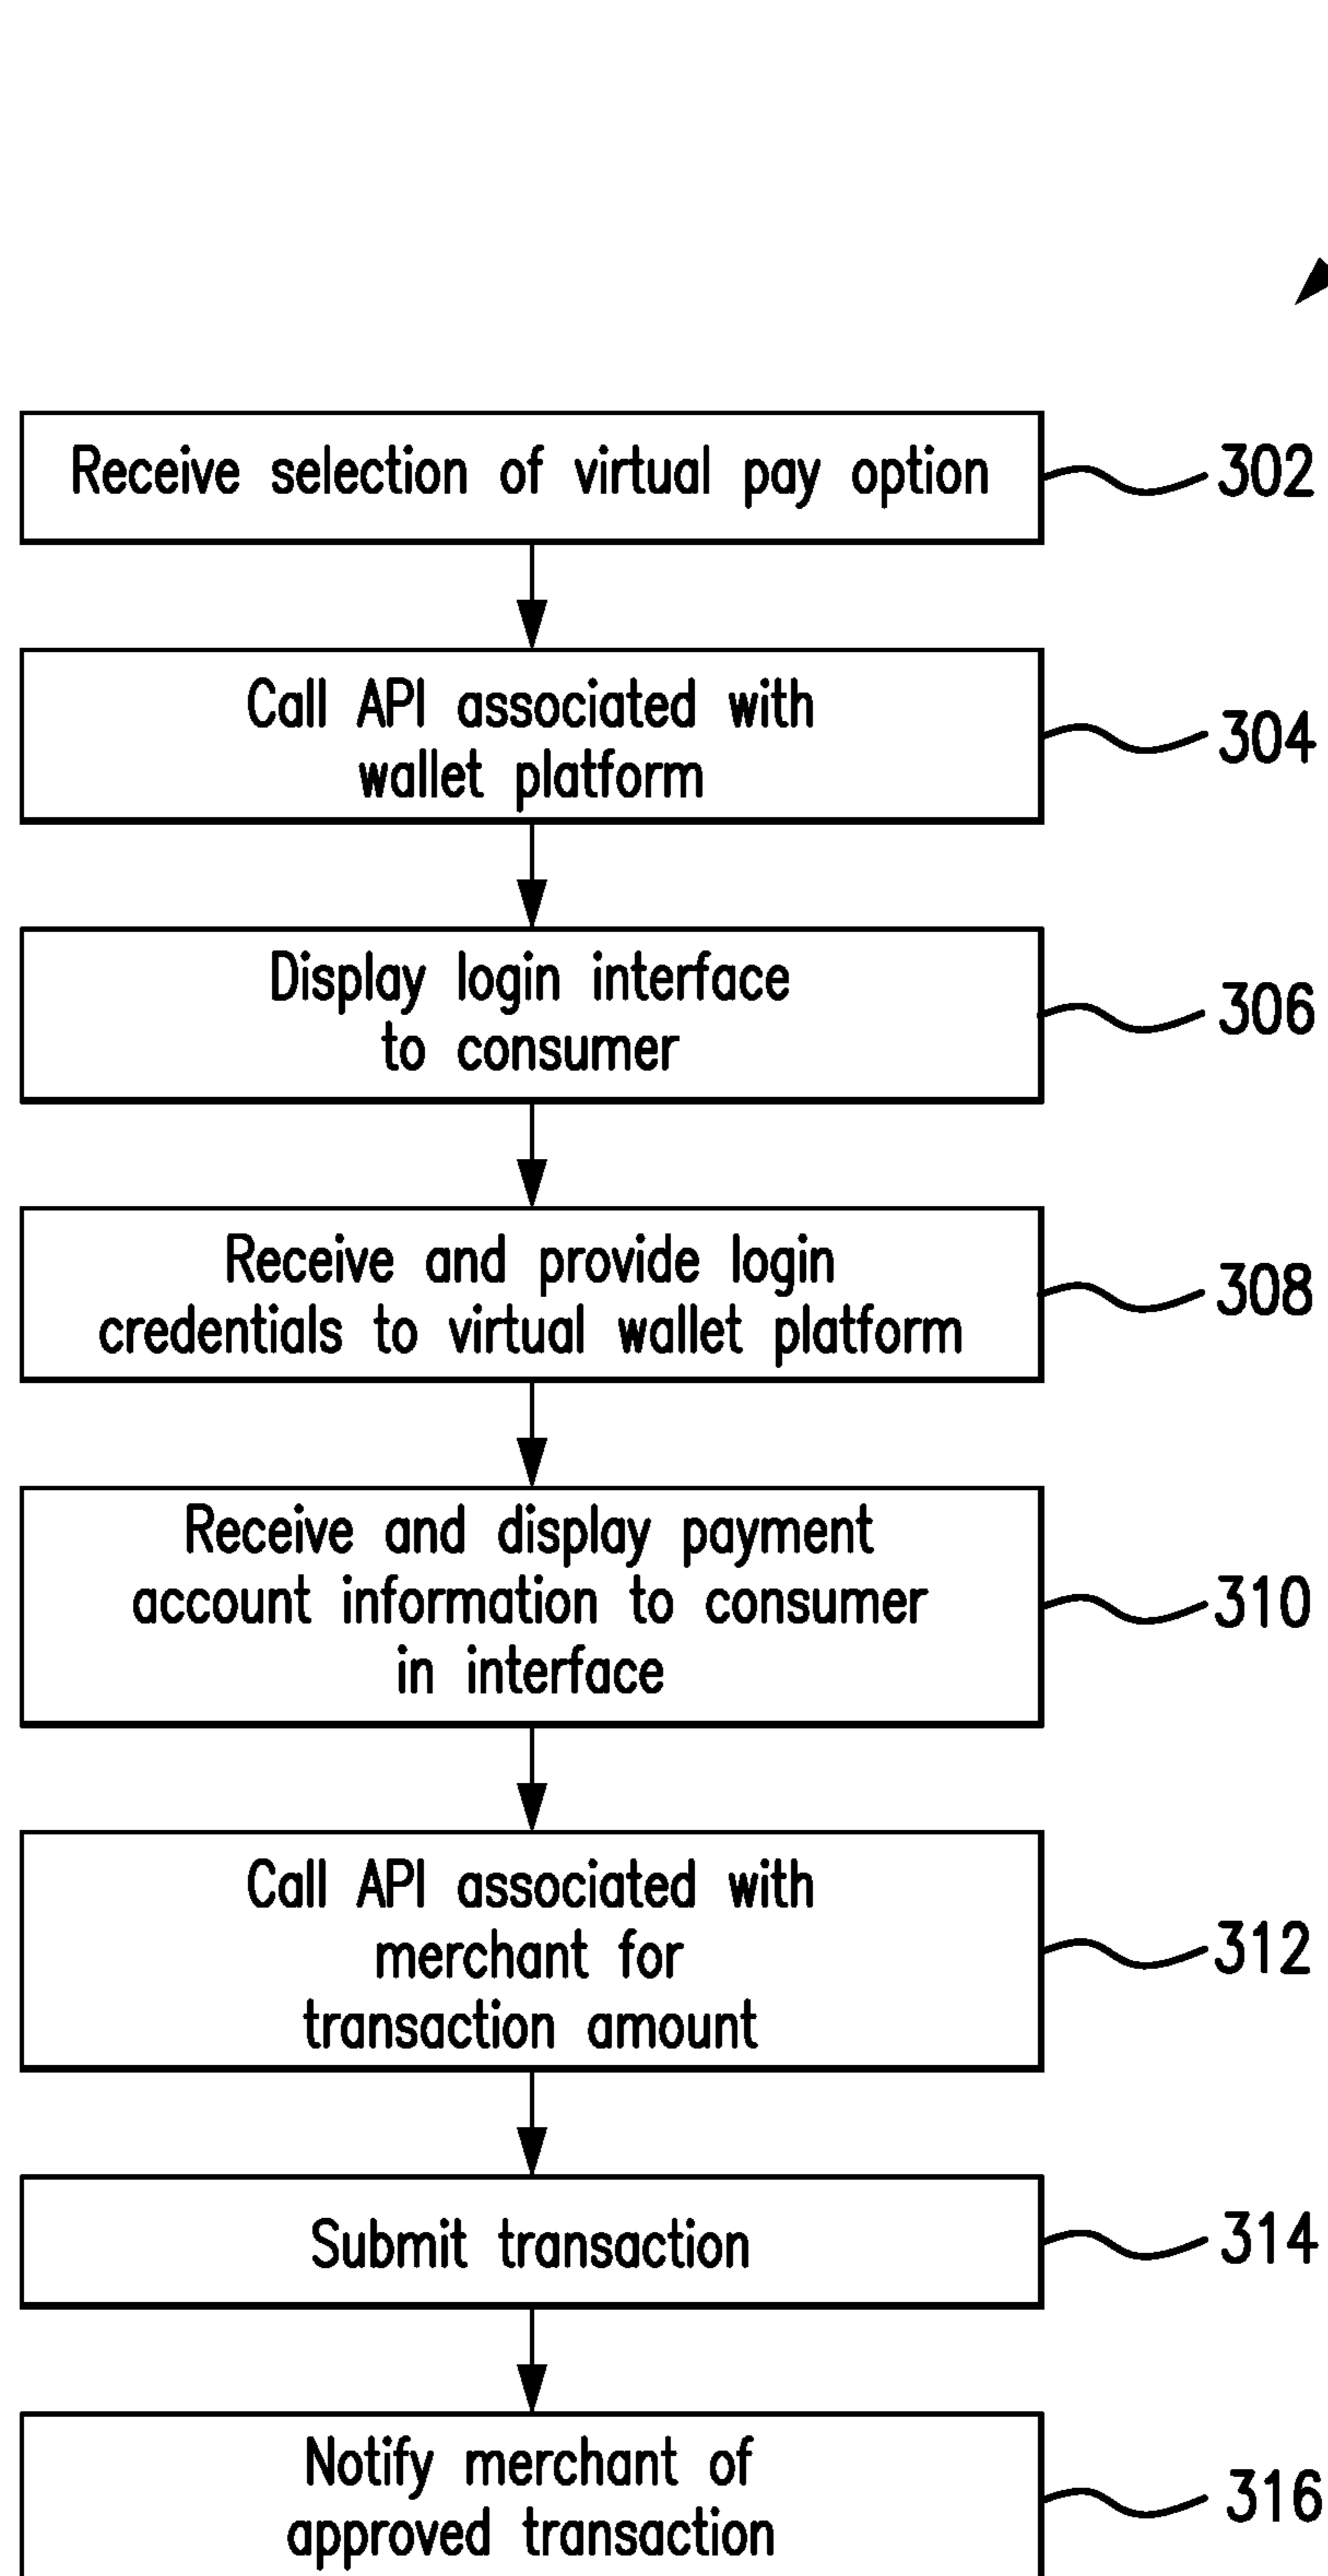 Receive selection of virtual pay option
302
Call API associated with
wallet platform
304
Display login interface
to consumer
306
Receive and provide login
credentials to virtual wallet platform
308
Receive and display payment
account information to consumer
in interface
310
Call API associated with
merchant for
transaction amount
312
Submit transaction
314
Notify merchant of
approved transaction
316